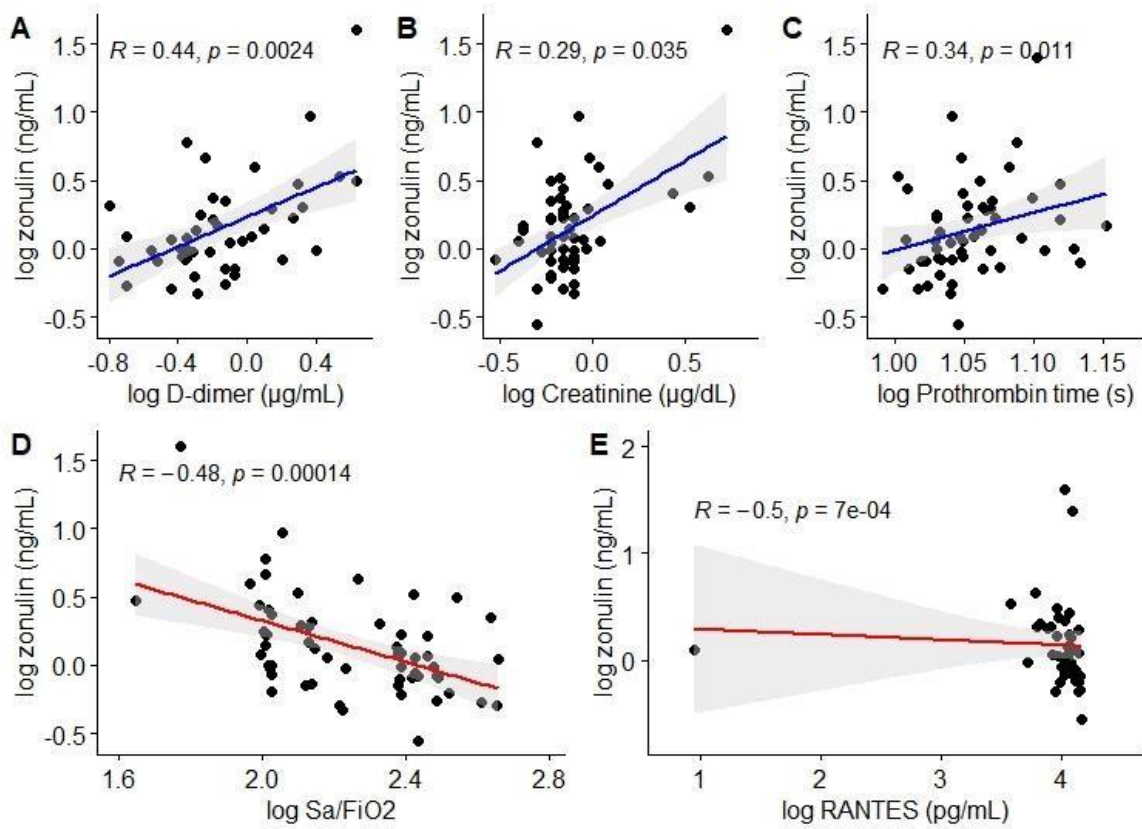 A
R = 0.44, p = 0.0024
log zonulin (ng/mL)
1.5
1.0
0.5
0.0
-0.5
-0.8
-0.4
0.0
0.4
log D-dimer (µg/mL)
B
R = 0.29, p = 0.035
log zonulin (ng/mL)
1.5
1.0
0.5
0.0
-0.5
-0.5
0.0
0.5
log Creatinine (µg/dL)
C
R = 0.34, p = 0.011
log zonulin (ng/mL)
1.5
1.0
0.5
0.0
-0.5
1.00
1.05
1.10
1.15
log Prothrombin time (s)
D
R = −0.48, p = 0.00014
log zonulin (ng/mL)
1.5
1.0
0.5
0.0
-0.5
1.6
2.0
2.4
2.8
log Sa/FiO2
E
R = −0.5, p = 7e-04
log zonulin (ng/mL)
2
1
0
1
2
3
4
log RANTES (pg/mL)